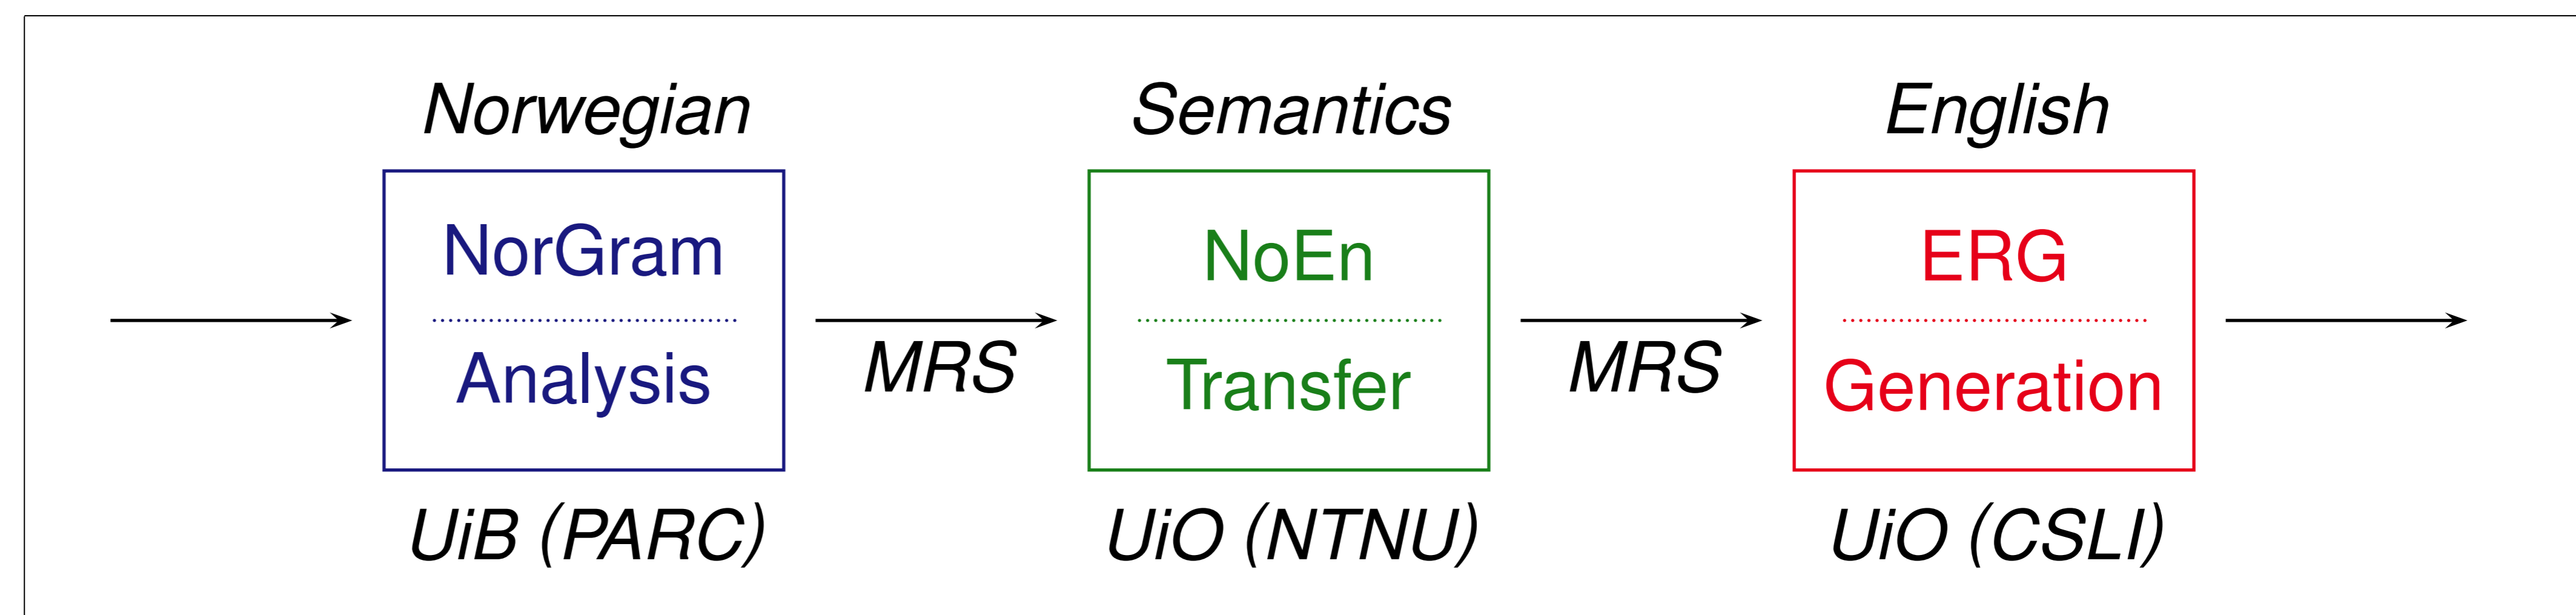 Norwegian
Semantics
English
NorGram
Analysis
MRS
NoEn
Transfer
MRS
ERG
Generation
UiB (PARC)
UiO (NTNU)
UiO (CSLI)